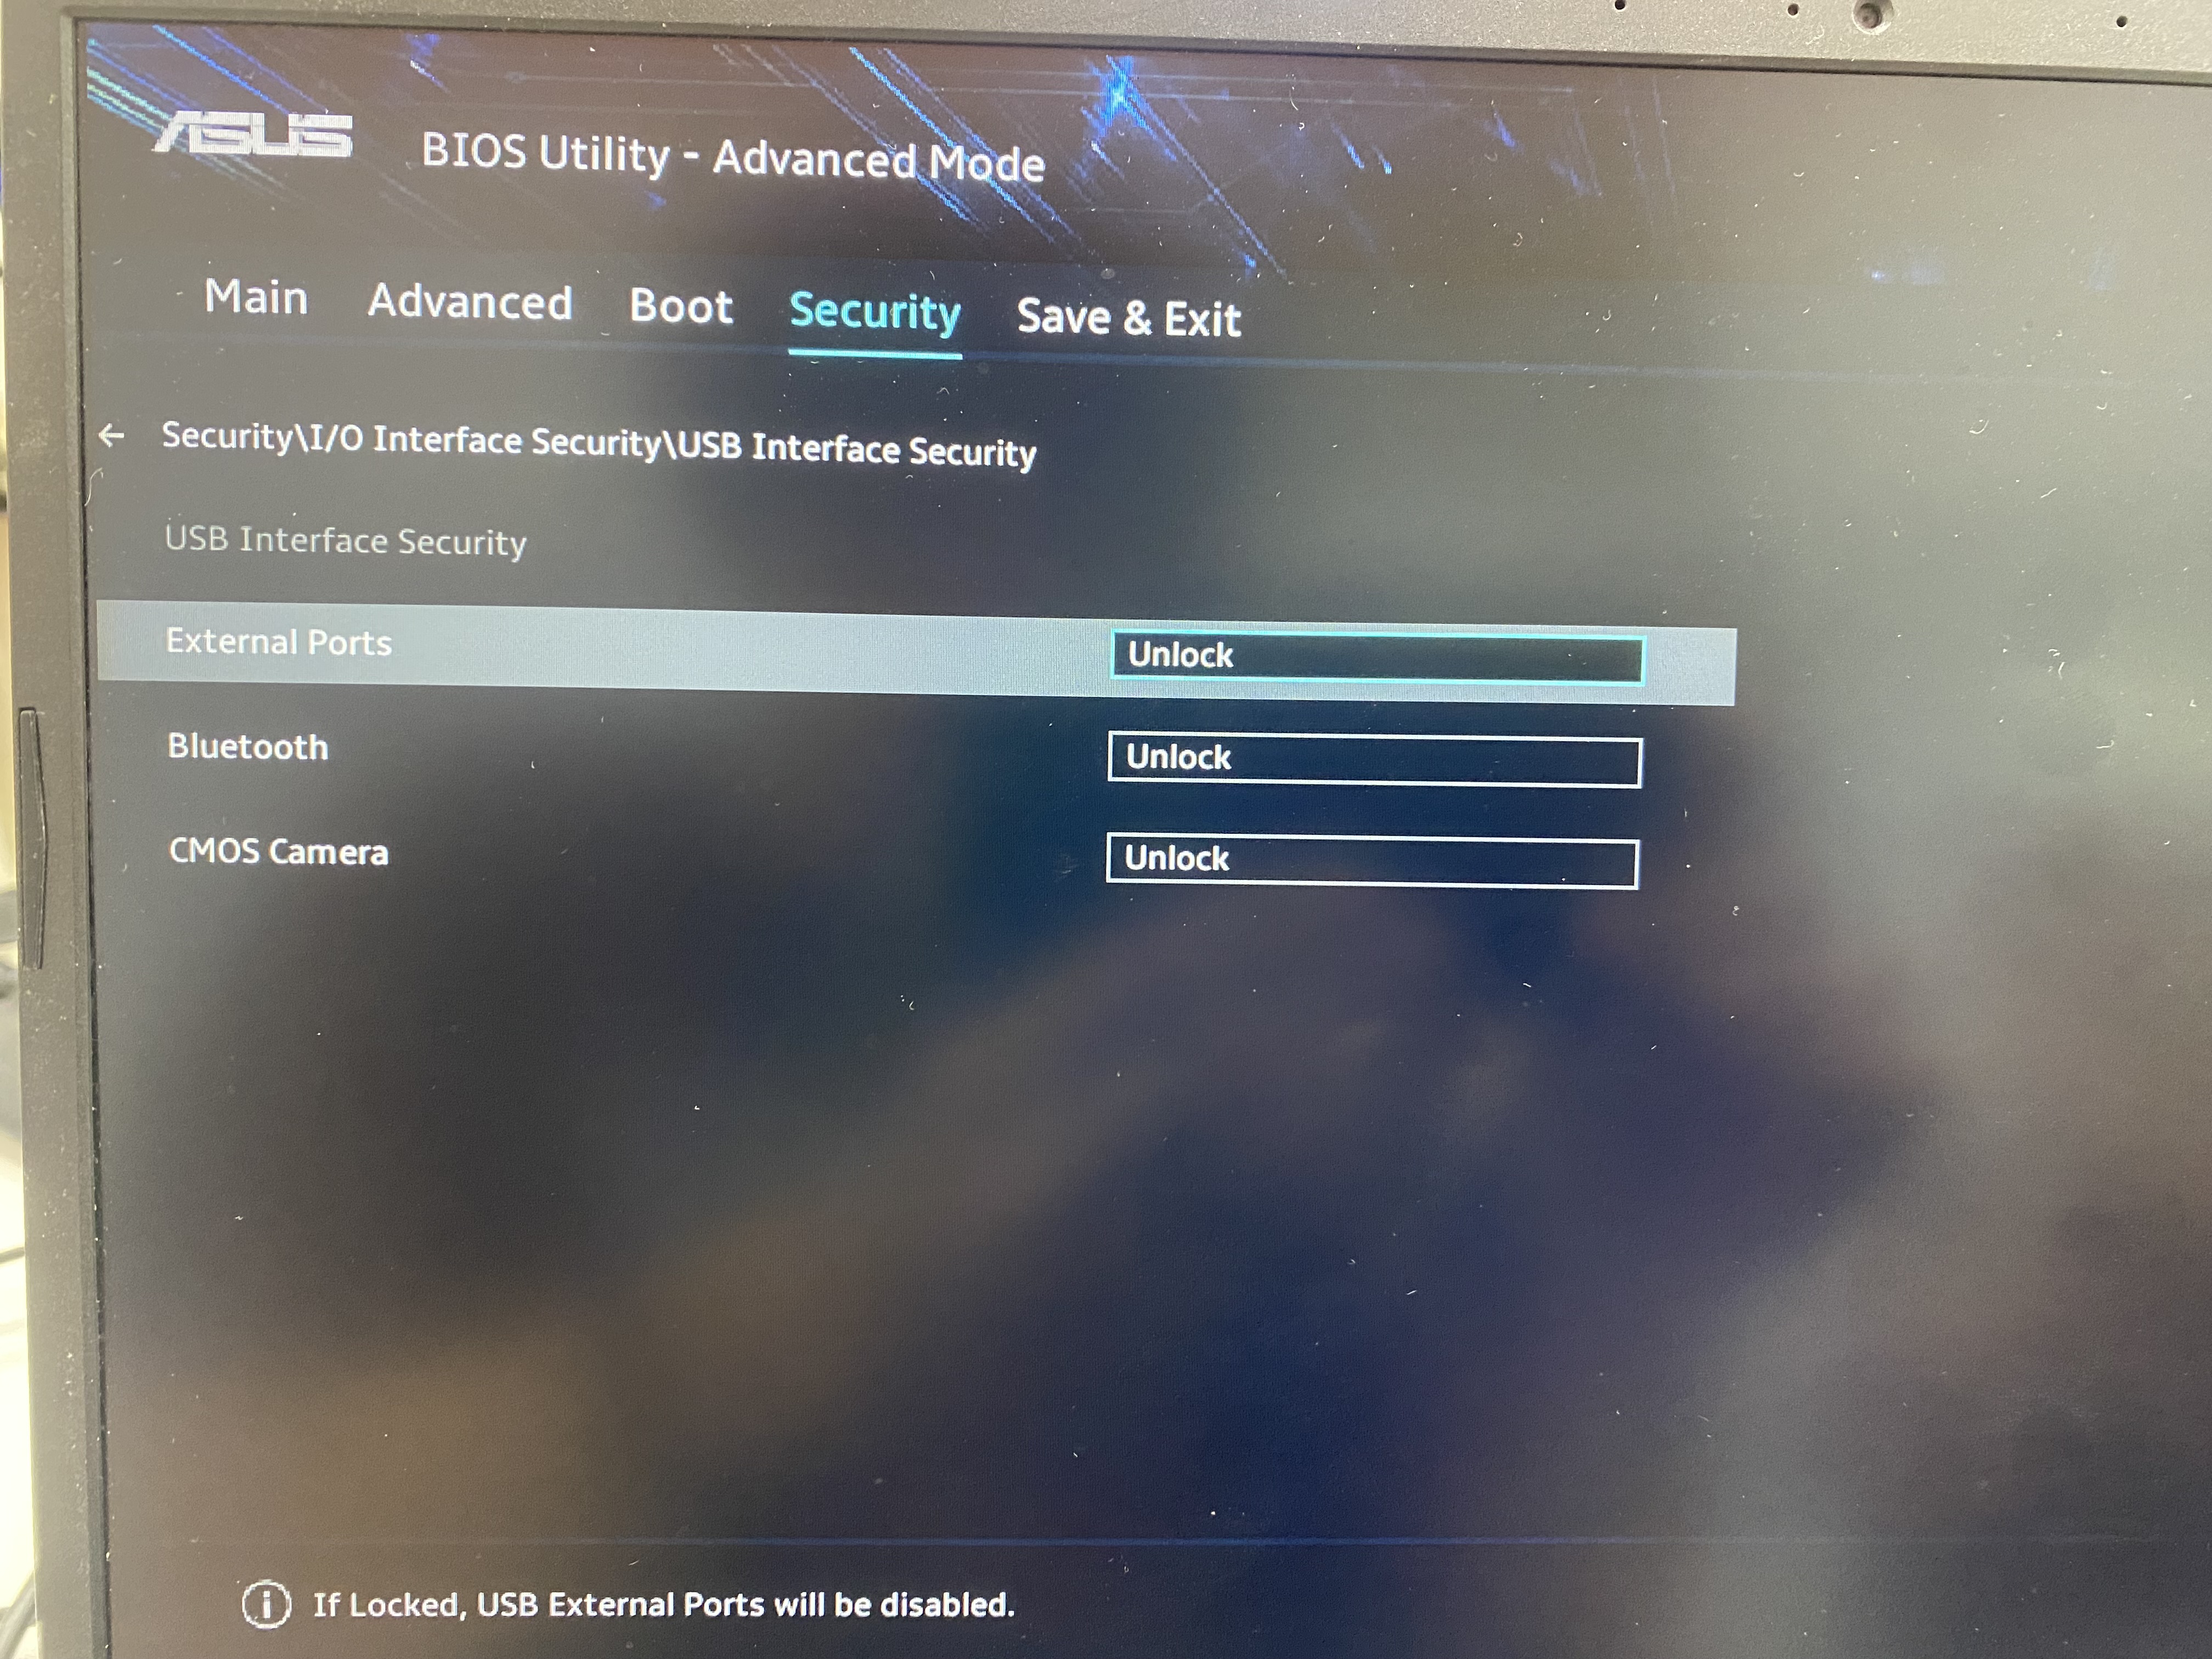 ASUS
BIOS Utility - Advanced Mode
Main Advanced Boot Security Save & Exit
← Security\I/O Interface Security\USB Interface Security
USB Interface Security
External Ports Unlock
Bluetooth Unlock
CMOS Camera Unlock
If Locked, USB External Ports will be disabled.